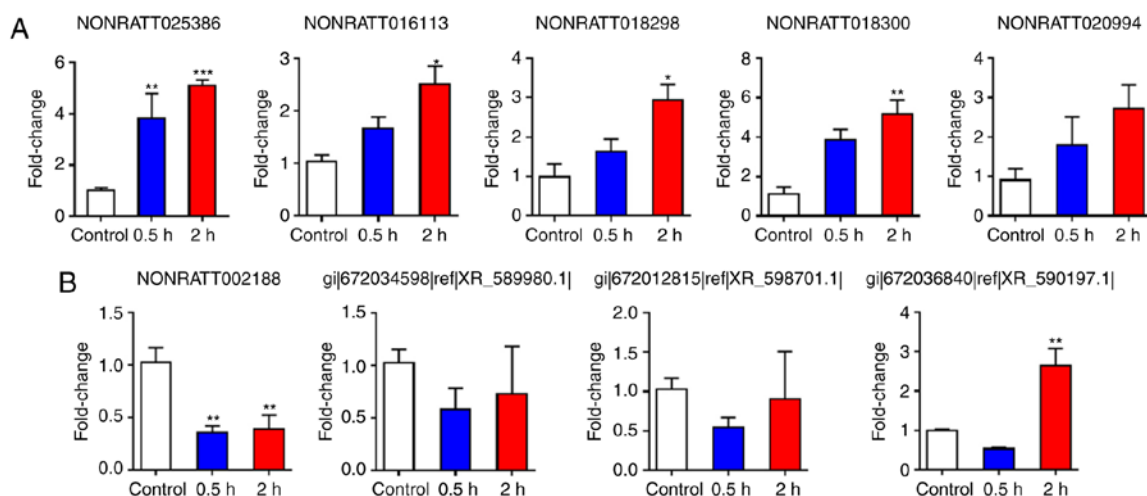 A
NONRATT025386
NONRATT016113
NONRATT018298
NONRATT018300
NONRATT020994
Fold-change
6
4
2
0
**
***
Control 0.5 h 2 h
Fold-change
3
2
1
0
*
Control 0.5 h 2 h
Fold-change
4
3
2
1
0
*
Control 0.5 h 2 h
Fold-change
8
6
4
2
0
**
Control 0.5 h 2 h
Fold-change
4
3
2
1
0
Control 0.5 h 2 h
B
NONRATT002188
gi|672034598|ref|XR_589980.1|
gi|672012815|ref|XR_598701.1|
gi|672036840|ref|XR_590197.1|
Fold-change
1.5
1.0
0.5
0.0
**
**
Control 0.5 h 2 h
Fold-change
1.5
1.0
0.5
0.0
Control 0.5 h 2 h
Fold-change
2.0
1.5
1.0
0.5
0.0
Control 0.5 h 2 h
Fold-change
4
3
2
1
0
**
Control 0.5 h 2 h